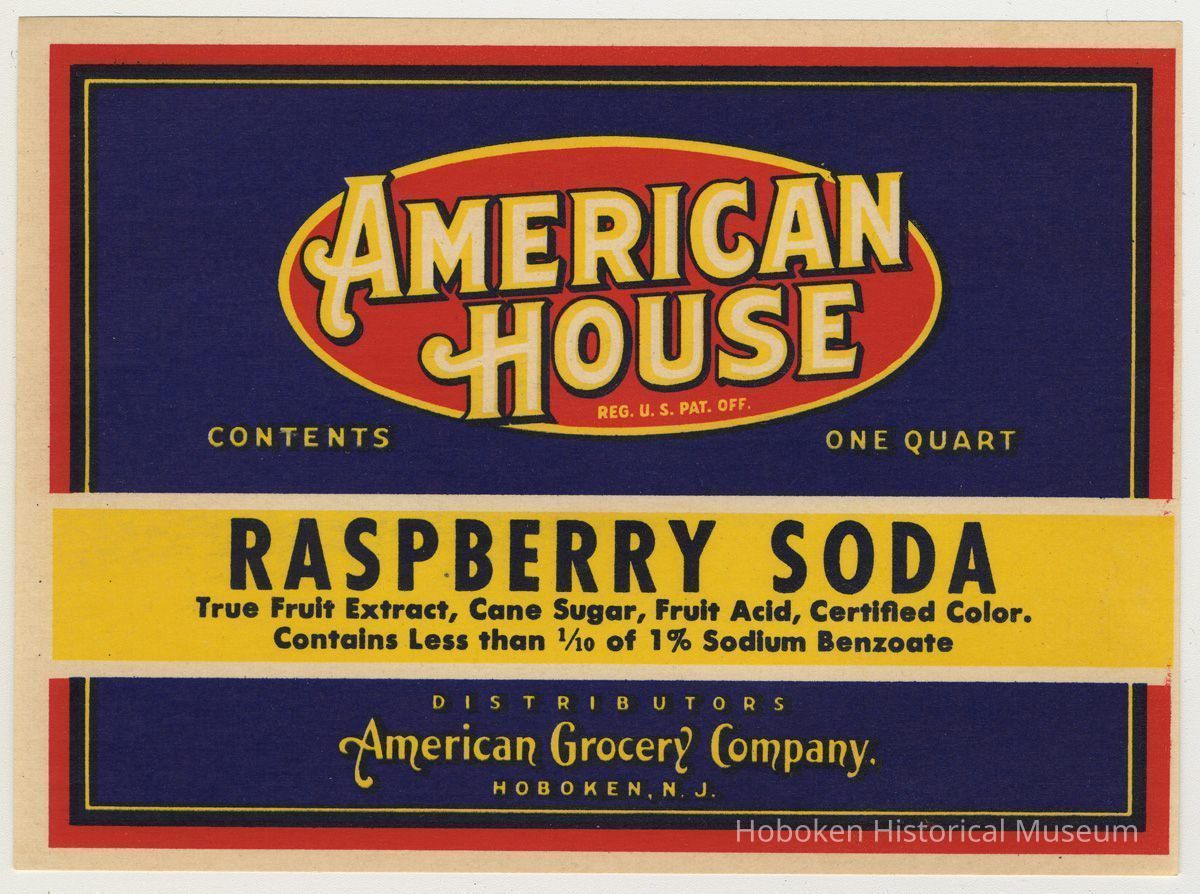 AMERICAN
HOUSE
REG. U. S. PAT. OFF.
CONTENTS ONE QUART
RASPBERRY SODA
True Fruit Extract, Cane Sugar, Fruit Acid, Certified Color.
Contains Less than 1/10 of 1% Sodium Benzoate
DISTRIBUTORS
American Grocery Company.
HOBOKEN, N. J.
Hoboken Historical Museum